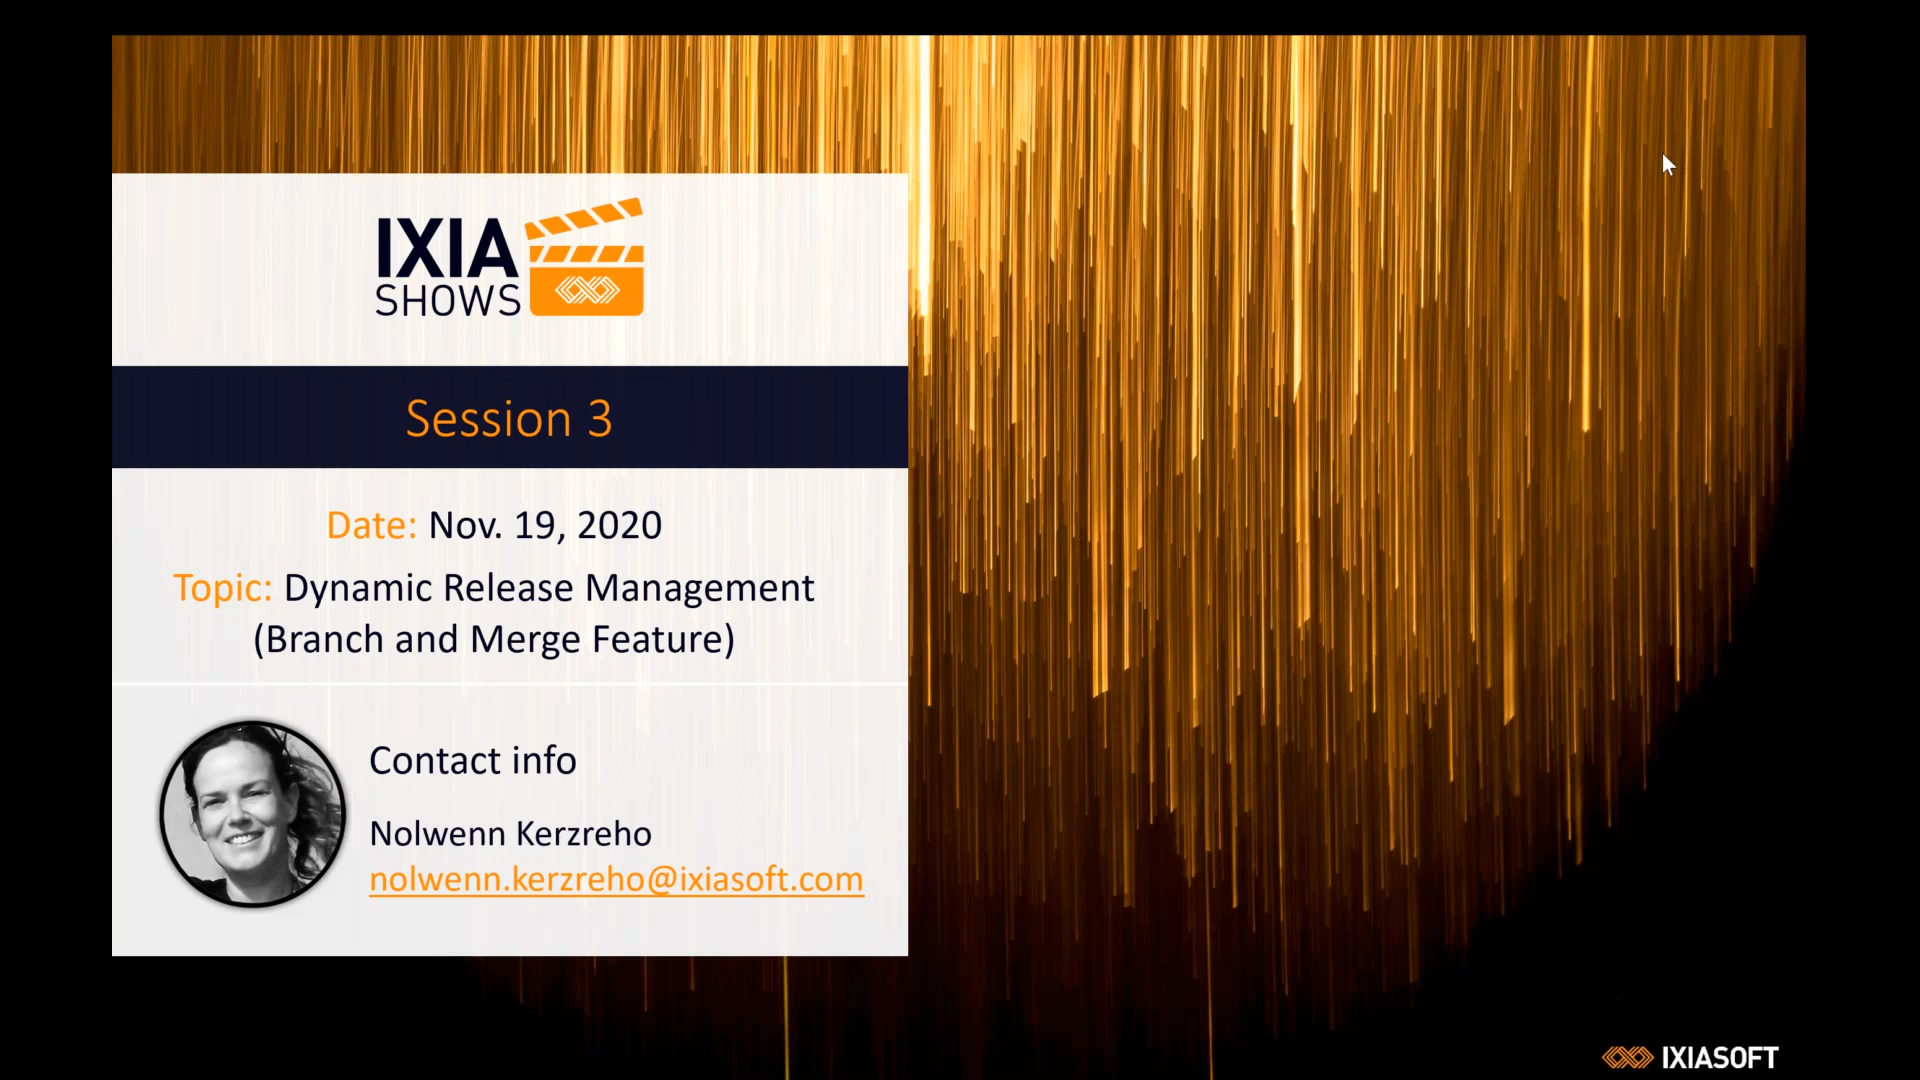 IXIA
SHOWS
Session 3
Date: Nov. 19, 2020
Topic: Dynamic Release Management
(Branch and Merge Feature)
Contact info
Nolwenn Kerzreho
nolwenn.kerzreho@ixiasoft.com
IXIASOFT